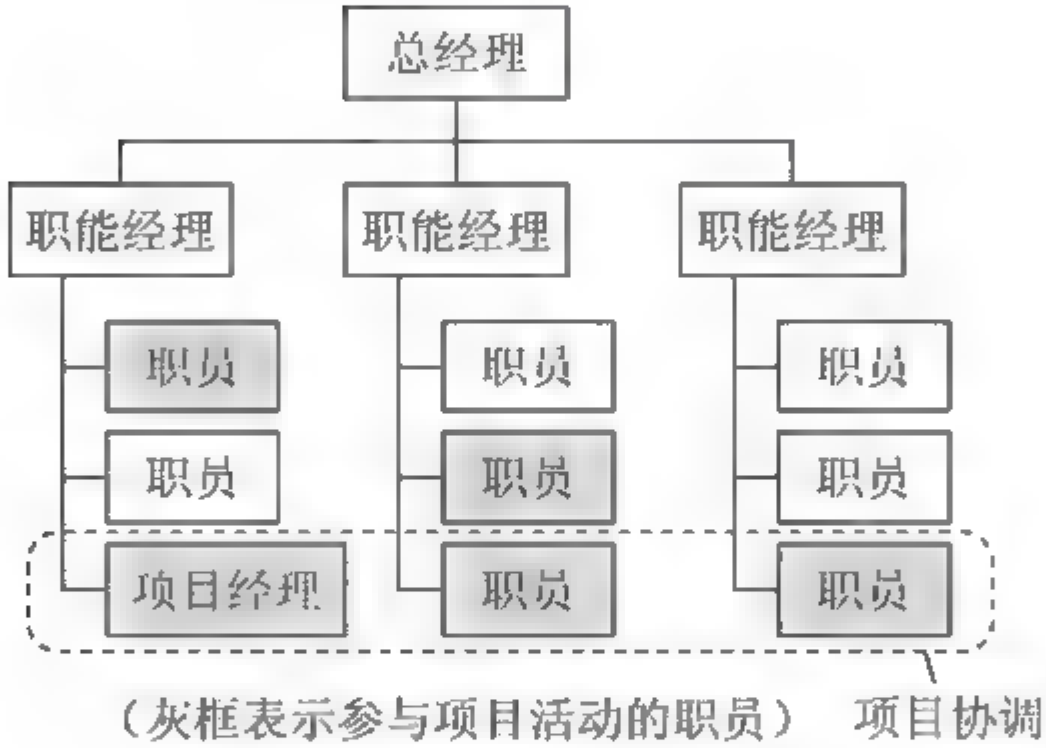 总经理
职能经理 职能经理 职能经理
职员 职员 职员
职员 职员 职员
项目经理 职员 职员
（灰框表示参与项目活动的职员） 项目协调